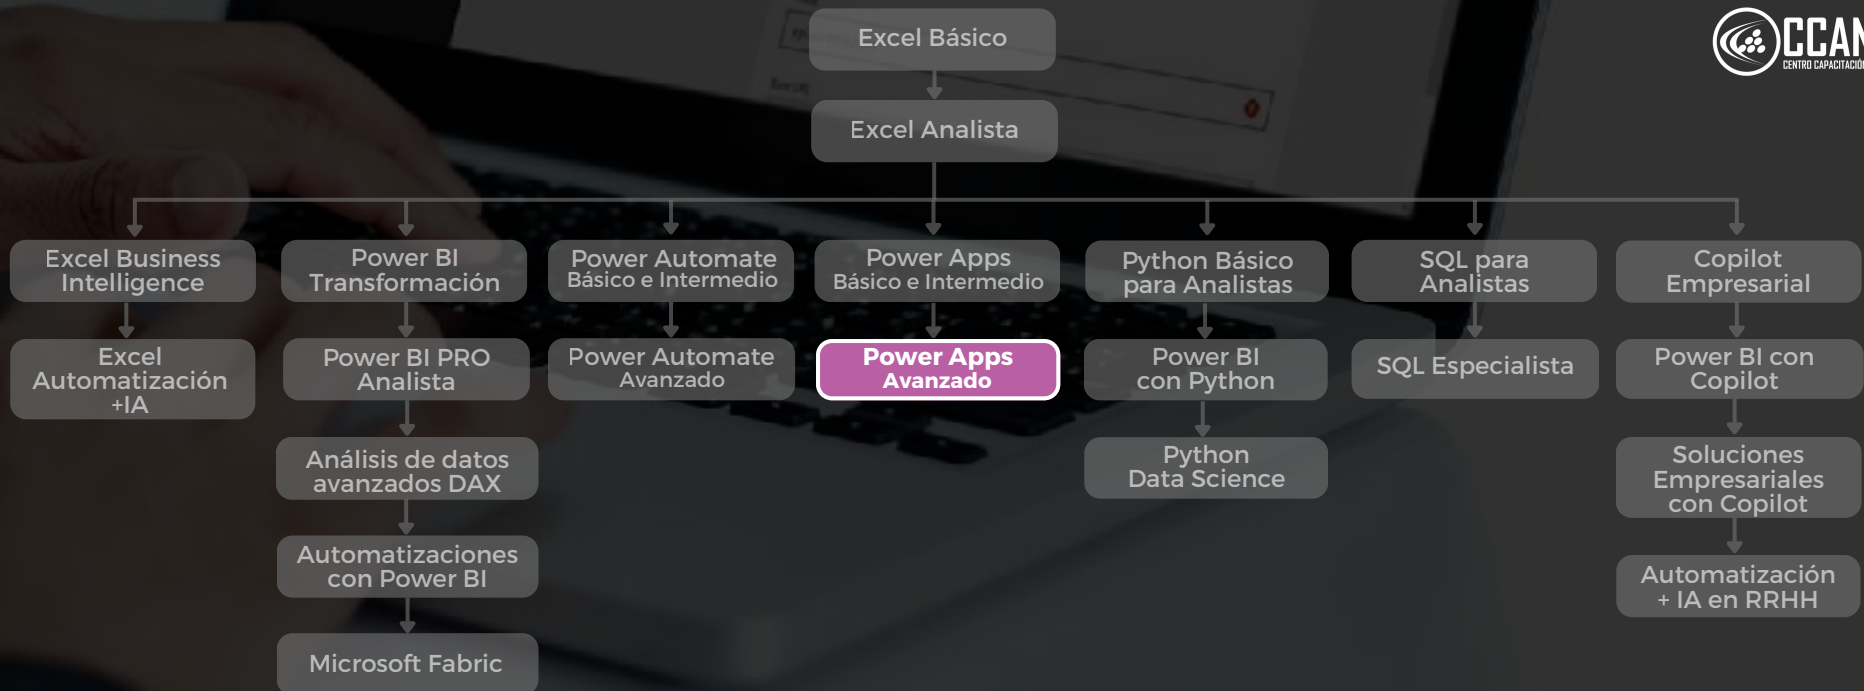 Excel Básico
CCAN
CENTRO CAPACITACIÓN
Excel Analista
Excel Business
Intelligence
Power BI
Transformación
Power Automate
Básico e Intermedio
Power Apps
Básico e Intermedio
Python Básico
para Analistas
SQL para
Analistas
Copilot
Empresarial
Excel
Automatización
+IA
Power BI PRO
Analista
Power Automate
Avanzado
Power Apps
Avanzado
Power BI
con Python
SQL Especialista
Power BI con
Copilot
Análisis de datos
avanzados DAX
Python
Data Science
Soluciones
Empresariales
con Copilot
Automatizaciones
con Power BI
Automatización
+ IA en RRHH
Microsoft Fabric